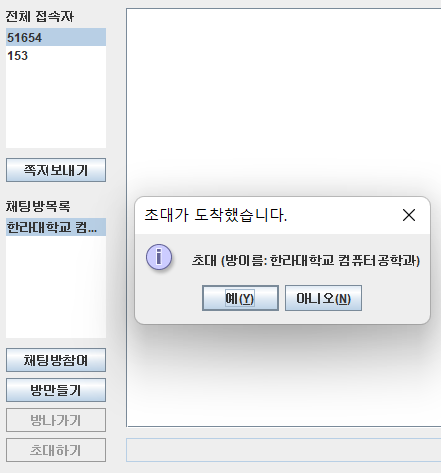 전체 접속자
51654
153
쪽지보내기
채팅방목록
한라대학교 컴...
채팅방참여
방만들기
방나가기
초대하기
초대가 도착했습니다.
초대 (방이름: 한라대학교 컴퓨터공학과)
예(Y)
아니오(N)